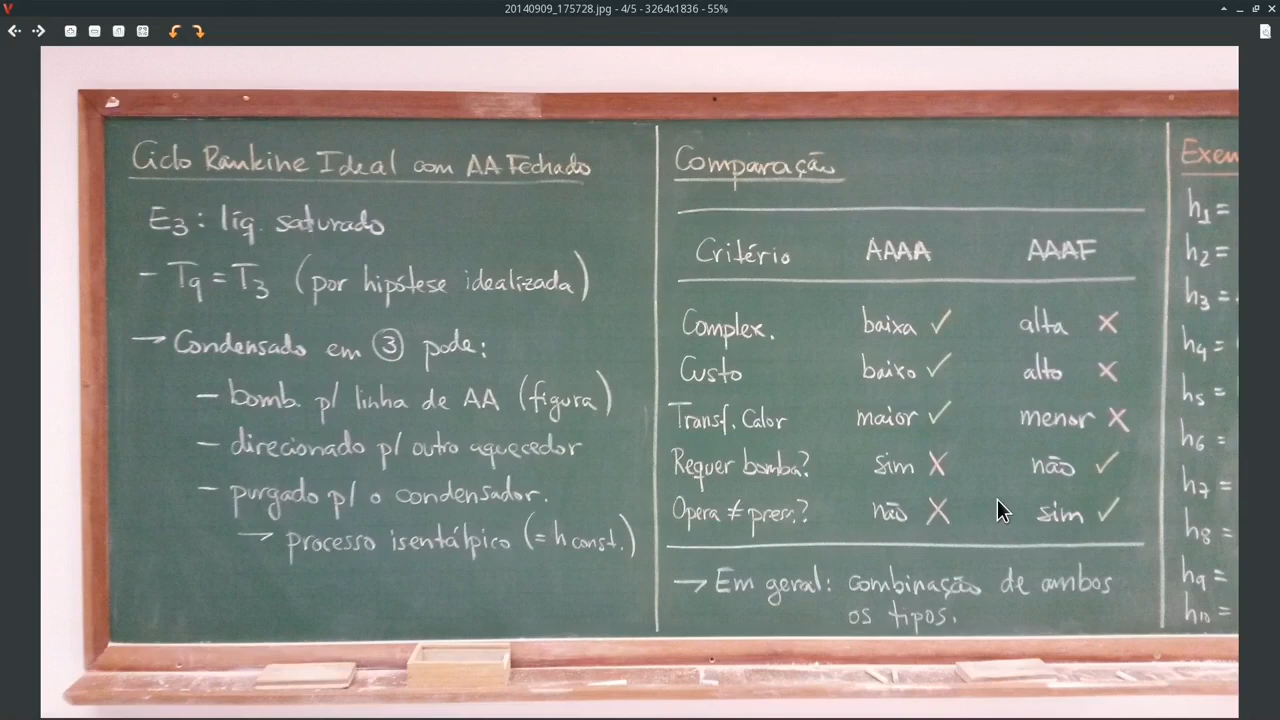 20140909_175728.jpg - 4/5 - 3264x1836 - 55%
Ciclo Rankine Ideal com AA Fechado
E3: líq. saturado
- T9 = T3 (por hipótese idealizada)
→ Condensado em ③ pode:
- bomb. p/ linha de AA (figura)
- direcionado p/ outro aquecedor
- purgado p/ o condensador.
→ processo isentálpico (= h const.)
Comparação
Critério AAAA AAAF
Complex. baixa ✓ alta X
Custo baixo ✓ alto X
Transf. Calor maior ✓ menor X
Requer bomba? sim X não ✓
Opera ≠ press.? não X sim ✓
→ Em geral: combinação de ambos
os tipos.
Exem
h1 =
h2 =
h3 =
h4 =
h5 =
h6 =
h7 =
h8 =
h9 =
h10 =